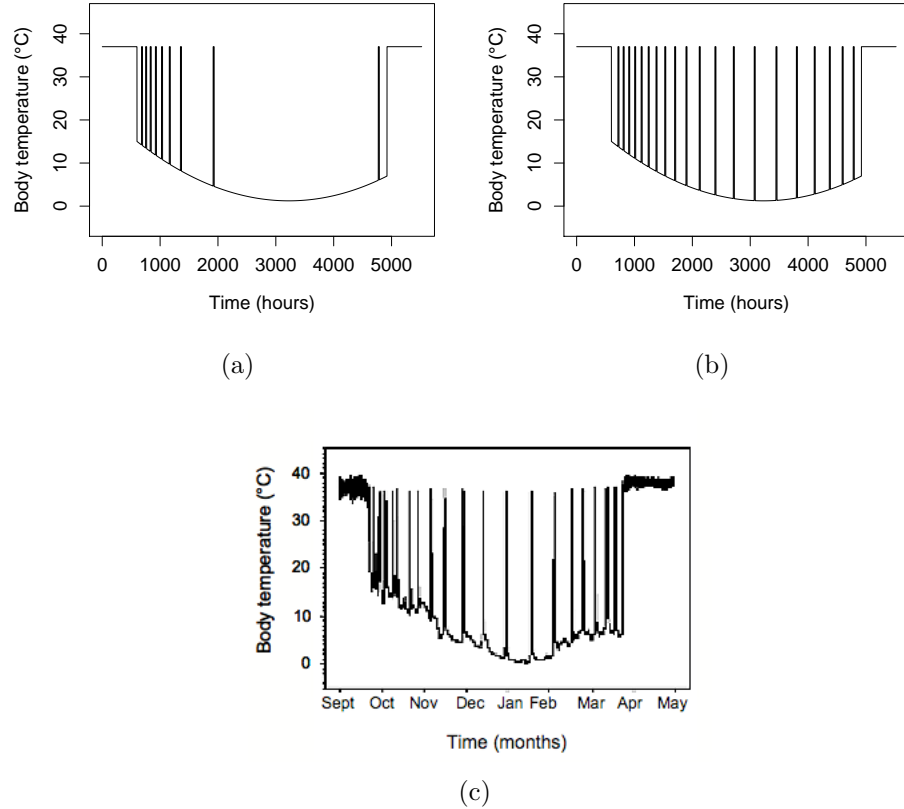 Body temperature (°C)
40
30
20
10
0
0 1000 2000 3000 4000 5000
Time (hours)
(a)
Body temperature (°C)
40
30
20
10
0
0 1000 2000 3000 4000 5000
Time (hours)
(b)
Body temperature (°C)
40
30
20
10
0
Sept Oct Nov Dec Jan Feb Mar Apr May
Time (months)
(c)